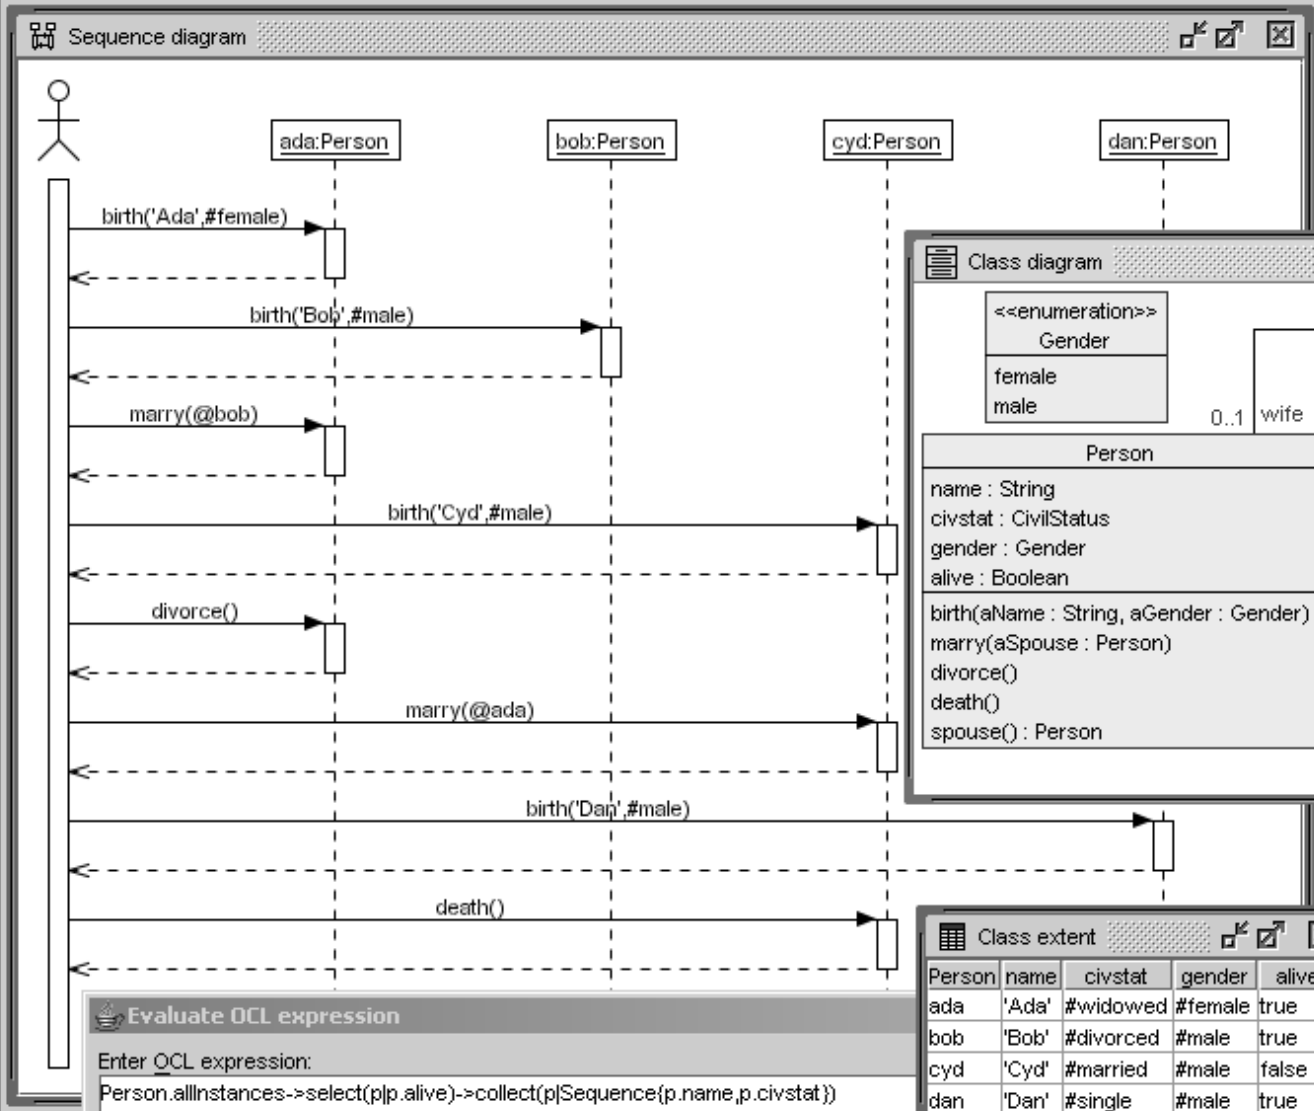 Sequence diagram
ada:Person
bob:Person
cyd:Person
dan:Person
birth('Ada',#female)
birth('Bob',#male)
marry(@bob)
birth('Cyd',#male)
divorce()
marry(@ada)
birth('Dan',#male)
death()
Class diagram
<<enumeration>>
Gender
female
male
0..1 wife
Person
name : String
civstat : CivilStatus
gender : Gender
alive : Boolean
birth(aName : String, aGender : Gender)
marry(aSpouse : Person)
divorce()
death()
spouse() : Person
Class extent
Person name civstat gender alive
ada 'Ada' #widowed #female true
bob 'Bob' #divorced #male true
cyd 'Cyd' #married #male false
dan 'Dan' #single #male true
Evaluate OCL expression
Enter OCL expression:
Person.allInstances->select(p|p.alive)->collect(p|Sequence{p.name,p.civstat})